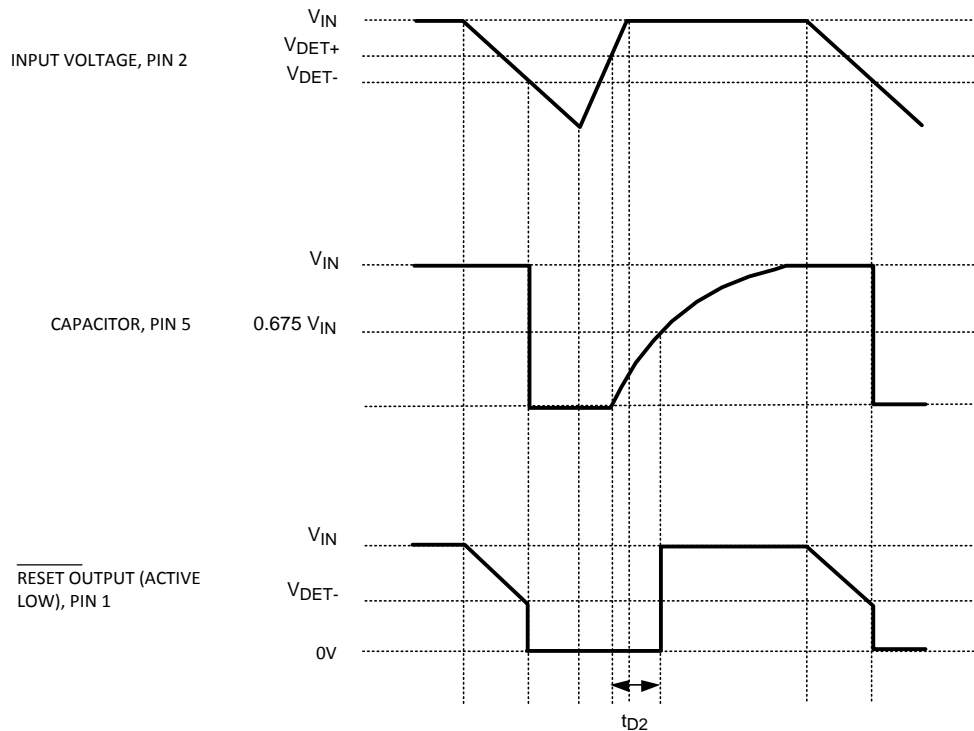 VIN
VDET+
INPUT VOLTAGE, PIN 2
VDET-
VIN
CAPACITOR, PIN 5
0.675 VIN
VIN
RESET OUTPUT (ACTIVE
LOW), PIN 1
VDET-
0V
tD2